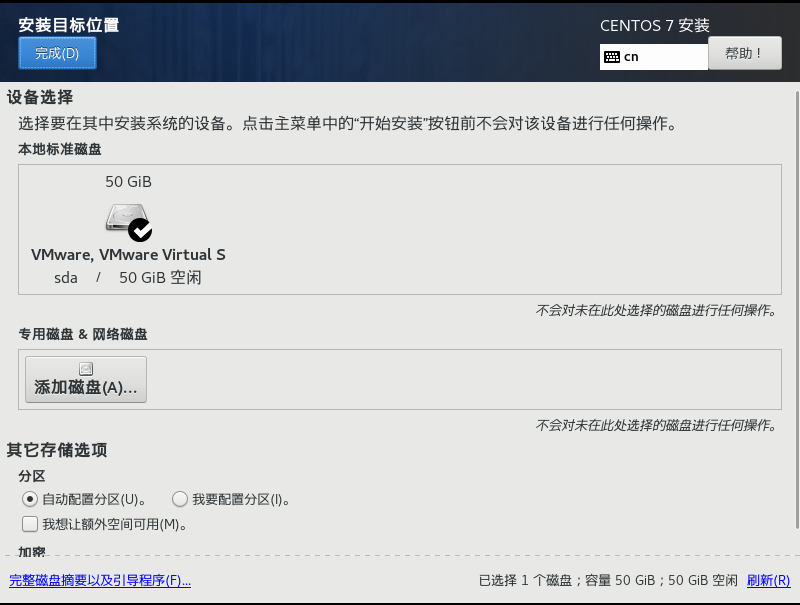 安装目标位置
CENTOS 7 安装
完成(D)
cn
帮助！
设备选择
选择要在其中安装系统的设备。点击主菜单中的“开始安装”按钮前不会对该设备进行任何操作。
本地标准磁盘
50 GiB
VMware, VMware Virtual S
sda / 50 GiB 空闲
不会对未在此处选择的磁盘进行任何操作。
专用磁盘 & 网络磁盘
添加磁盘(A)...
不会对未在此处选择的磁盘进行任何操作。
其它存储选项
分区
自动配置分区(U)。 我要配置分区(I)。
我想让额外空间可用(M)。
加密
完整磁盘摘要以及引导程序(F)... 已选择 1 个磁盘；容量 50 GiB；50 GiB 空闲 刷新(R)